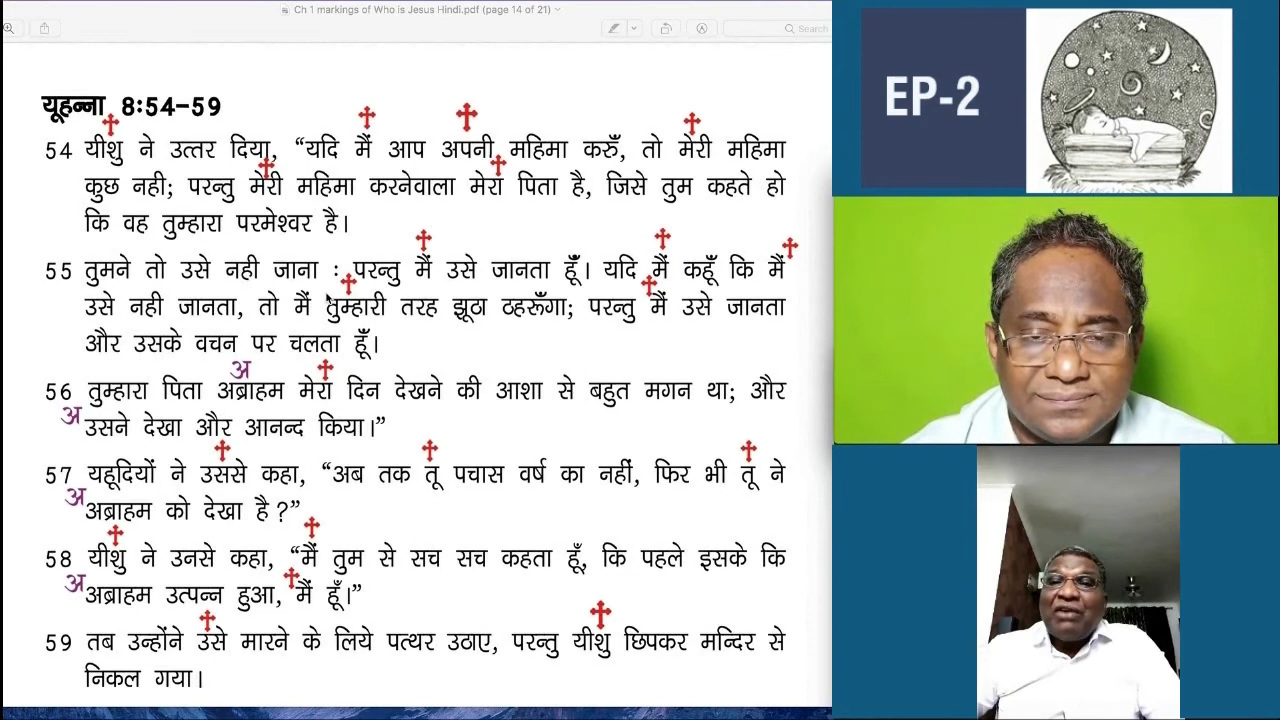 Ch 1 markings of Who is Jesus Hindi.pdf (page 14 of 21)
Search
यूहन्ना 8:54-59
54 यीशु ने उत्तर दिया, “यदि मैं आप अपनी महिमा करुँ, तो मेरी महिमा
कुछ नही; परन्तु मेरी महिमा करनेवाला मेरा पिता है, जिसे तुम कहते हो
कि वह तुम्हारा परमेश्वर है।
55 तुमने तो उसे नही जाना : परन्तु मैं उसे जानता हूँ। यदि मैं कहूँ कि मैं
उसे नही जानता, तो मैं तुम्हारी तरह झूठा ठहरूँगा; परन्तु मैं उसे जानता
और उसके वचन पर चलता हूँ।
अ
56 तुम्हारा पिता अब्राहम मेरा दिन देखने की आशा से बहुत मगन था; और
अ
उसने देखा और आनन्द किया।”
57 यहूदियों ने उससे कहा, “अब तक तू पचास वर्ष का नहीं, फिर भी तू ने
अ
अब्राहम को देखा है ?”
58 यीशु ने उनसे कहा, “मैं तुम से सच सच कहता हूँ, कि पहले इसके कि
अ
अब्राहम उत्पन्न हुआ, मैं हूँ।”
59 तब उन्होंने उसे मारने के लिये पत्थर उठाए, परन्तु यीशु छिपकर मन्दिर से
निकल गया।
EP-2